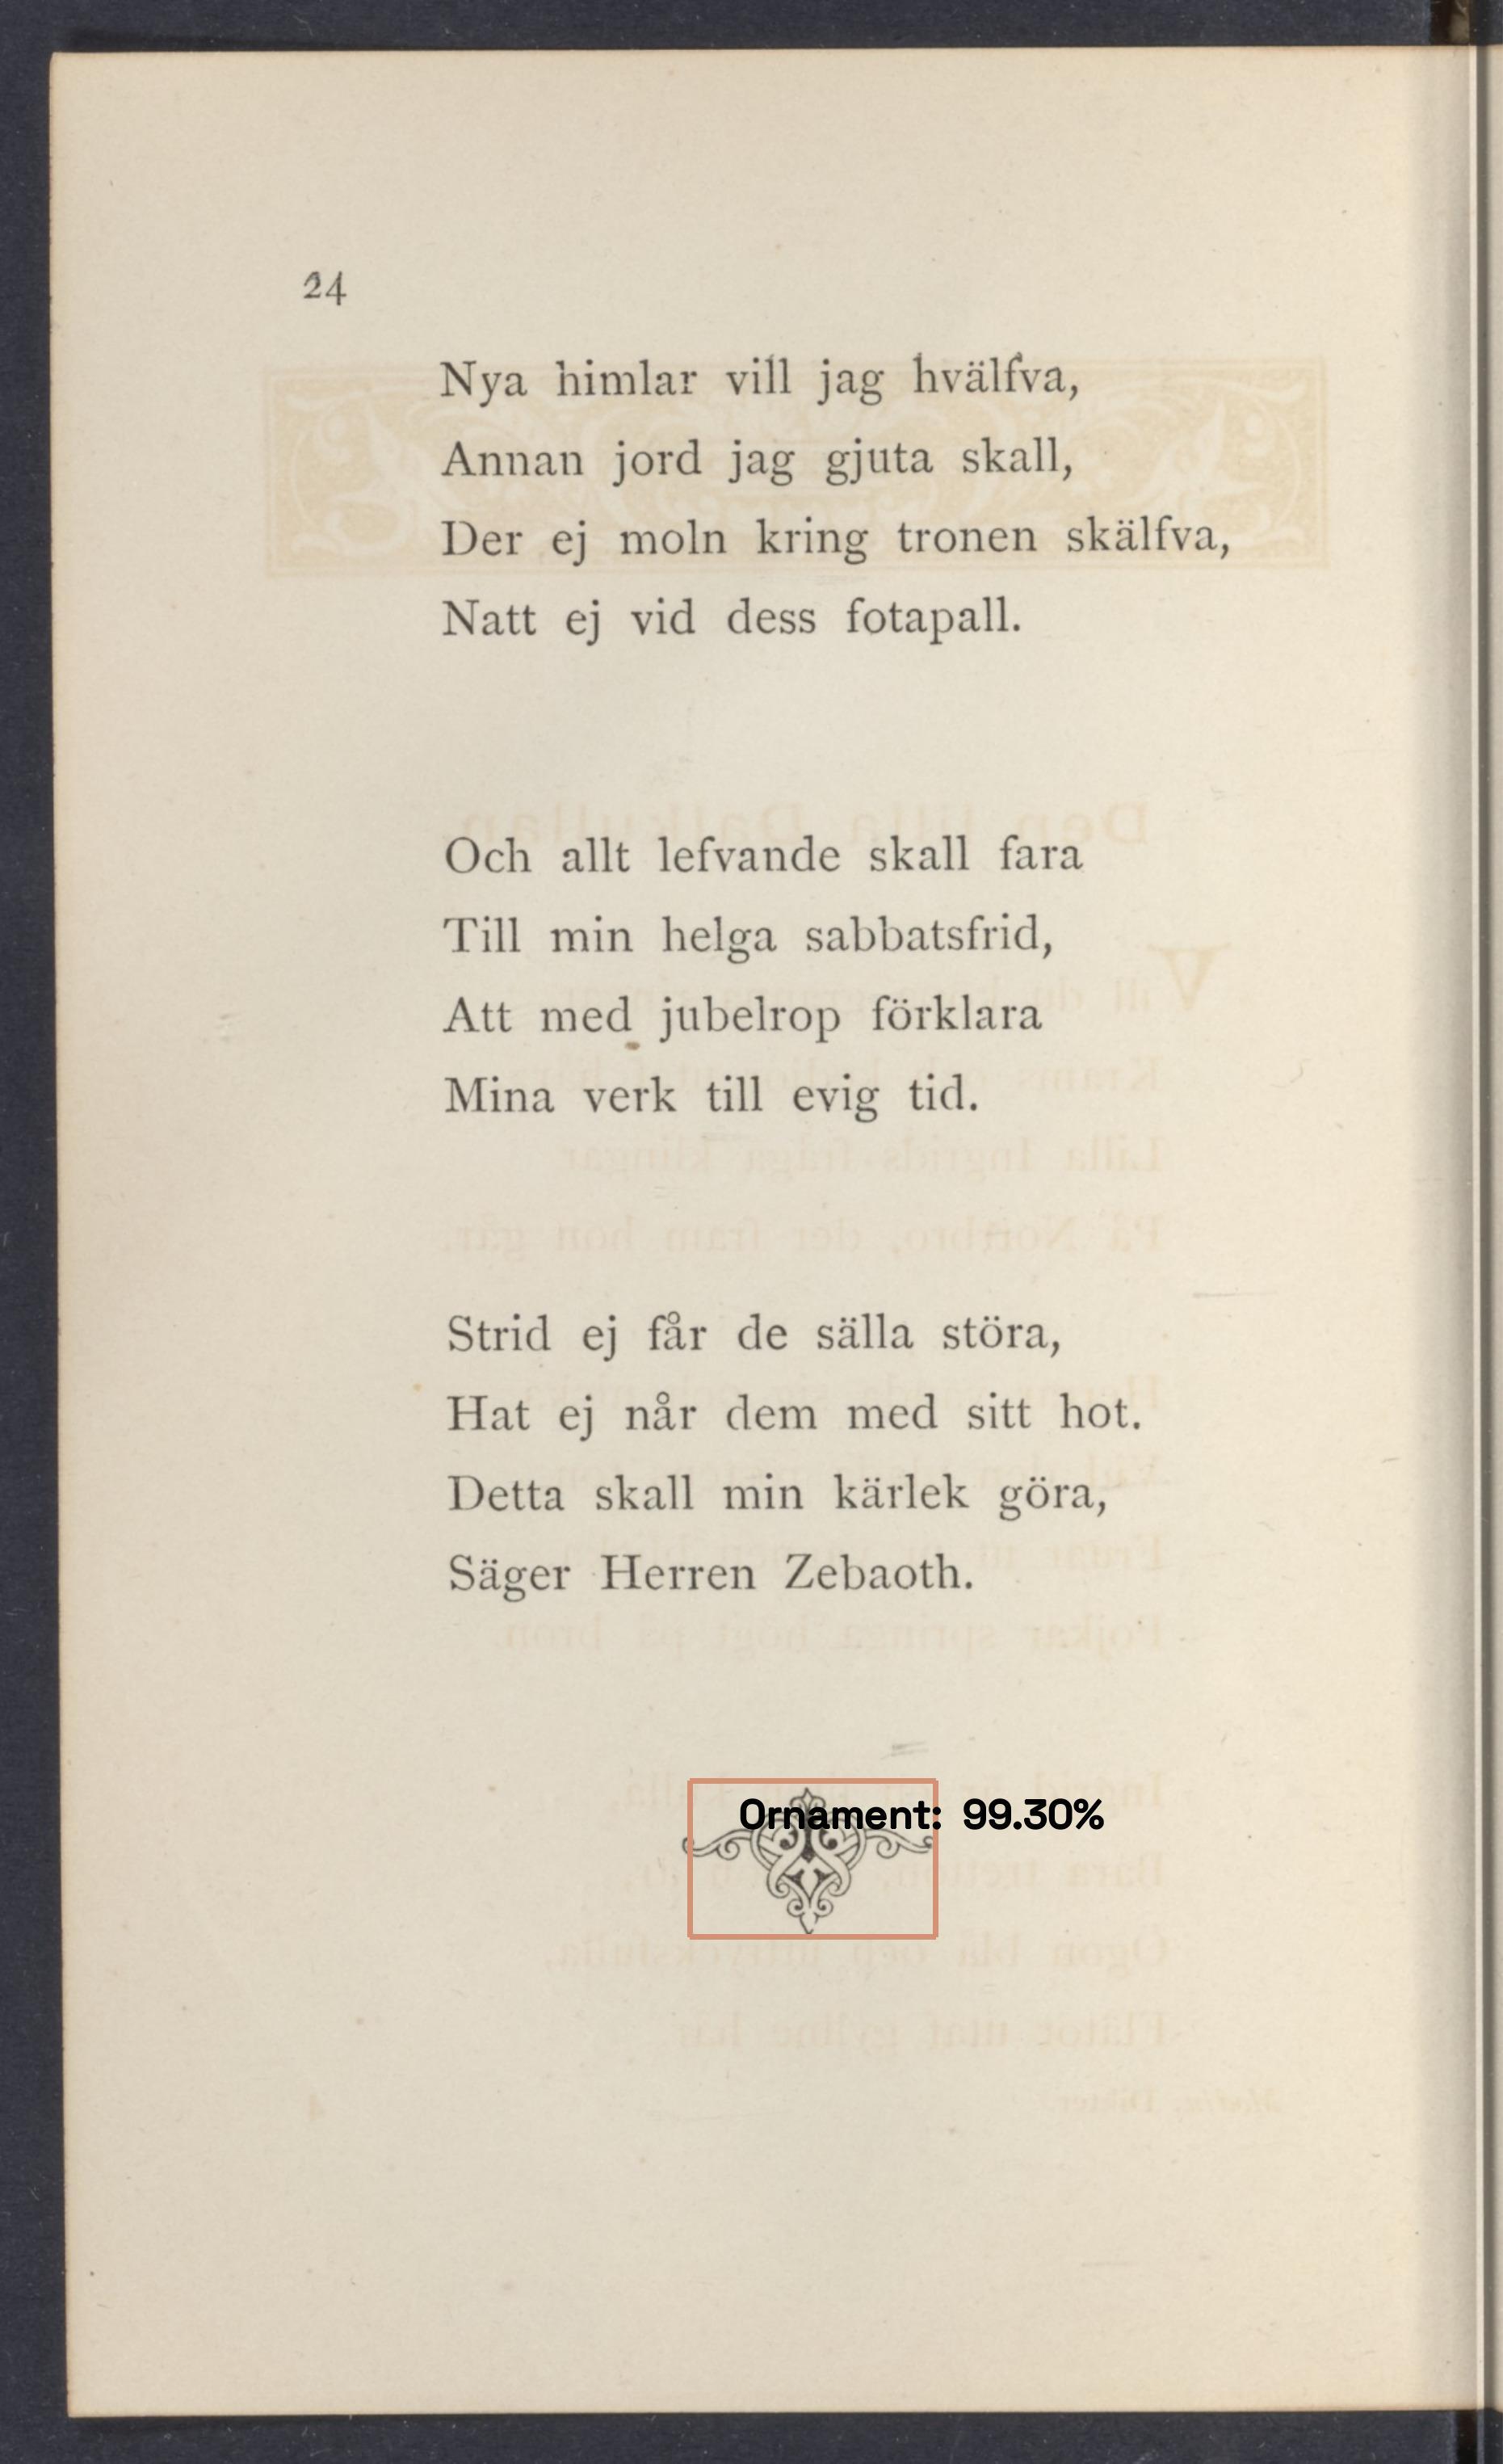 24
Nya himlar vill jag hvälfva,
Annan jord jag gjuta skall,
Der ej moln kring tronen skälfva,
Natt ej vid dess fotapall.
Och allt lefvande skall fara
Till min helga sabbatsfrid,
Att med jubelrop förklara
Mina verk till evig tid.
Strid ej får de sälla störa,
Hat ej når dem med sitt hot.
Detta skall min kärlek göra,
Säger Herren Zebaoth.
Ornament: 99.30%